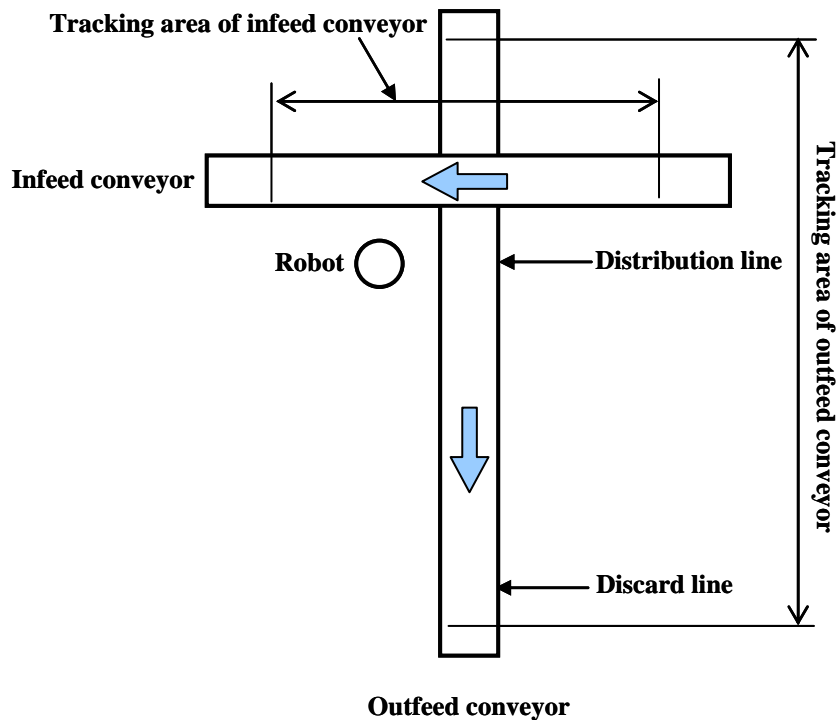 Tracking area of infeed conveyor
Infeed conveyor
Robot
Distribution line
Tracking area of outfeed conveyor
Discard line
Outfeed conveyor